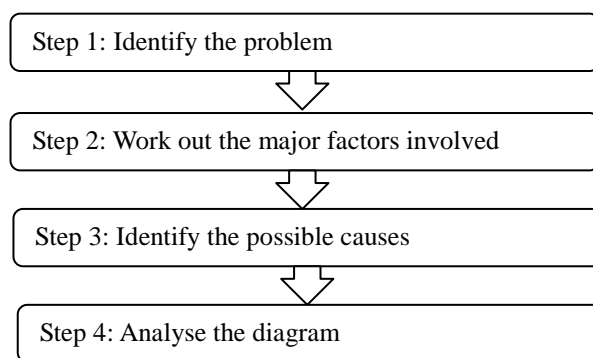 Step 1: Identify the problem
Step 2: Work out the major factors involved
Step 3: Identify the possible causes
Step 4: Analyse the diagram